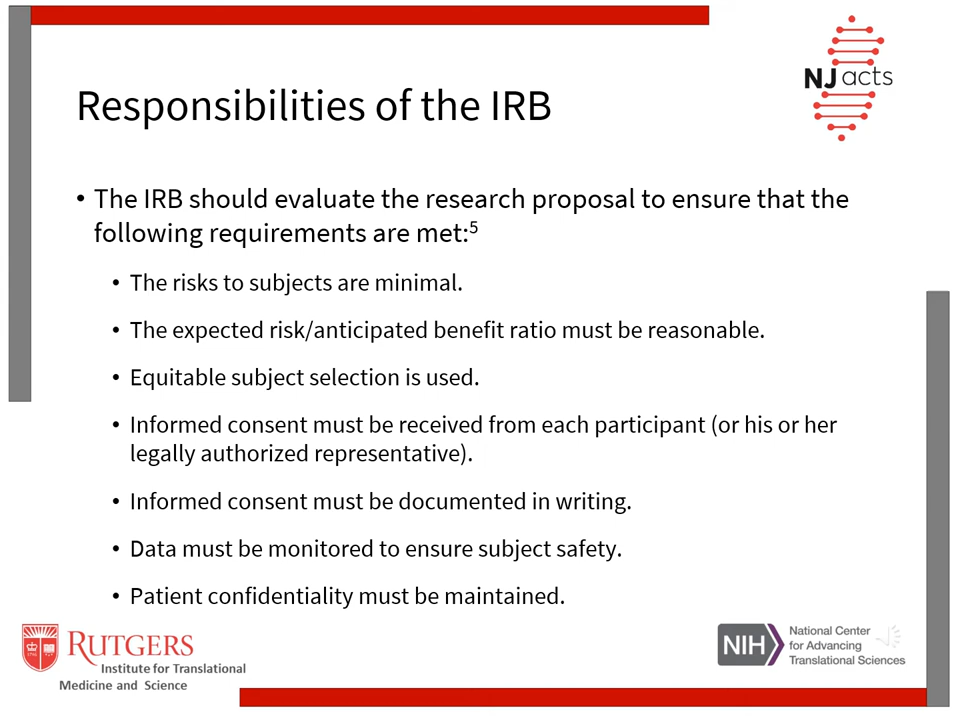 NJ acts
Responsibilities of the IRB
• The IRB should evaluate the research proposal to ensure that the
following requirements are met:⁵
• The risks to subjects are minimal.
• The expected risk/anticipated benefit ratio must be reasonable.
• Equitable subject selection is used.
• Informed consent must be received from each participant (or his or her
legally authorized representative).
• Informed consent must be documented in writing.
• Data must be monitored to ensure subject safety.
• Patient confidentiality must be maintained.
RUTGERS
Institute for Translational
Medicine and Science
NIH
National Center
for Advancing
Translational Sciences